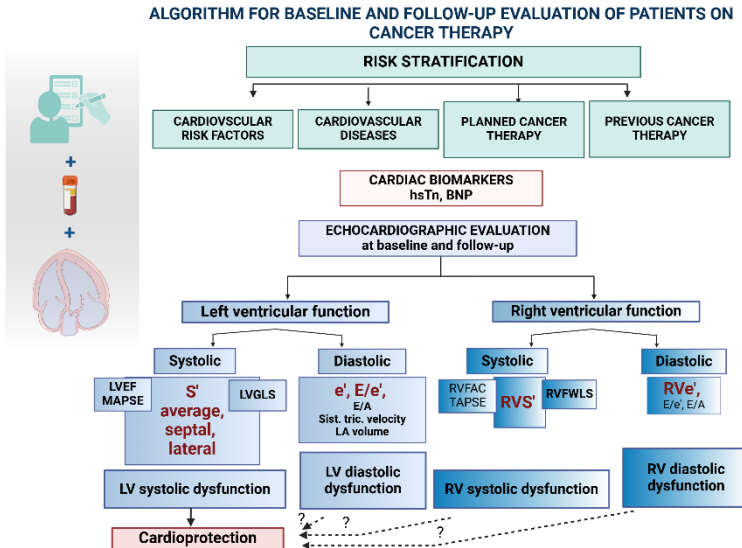 ALGORITHM FOR BASELINE AND FOLLOW-UP EVALUATION OF PATIENTS ON
CANCER THERAPY
RISK STRATIFICATION
CARDIOVSCULAR
RISK FACTORS
CARDIOVASCULAR
DISEASES
PLANNED CANCER
THERAPY
PREVIOUS CANCER
THERAPY
+
+
CARDIAC BIOMARKERS
hsTn, BNP
ECHOCARDIOGRAPHIC EVALUATION
at baseline and follow-up
Left ventricular function
Right ventricular function
Systolic
Diastolic
Systolic
Diastolic
LVEF
MAPSE
S'
average,
septal,
lateral
LVGLS
e', E/e',
E/A
Sist. tric. velocity
LA volume
RVFAC
TAPSE
RVS'
RVFWLS
RVe',
E/e', E/A
LV systolic dysfunction
LV diastolic
dysfunction
RV systolic dysfunction
RV diastolic
dysfunction
?
?
?
Cardioprotection